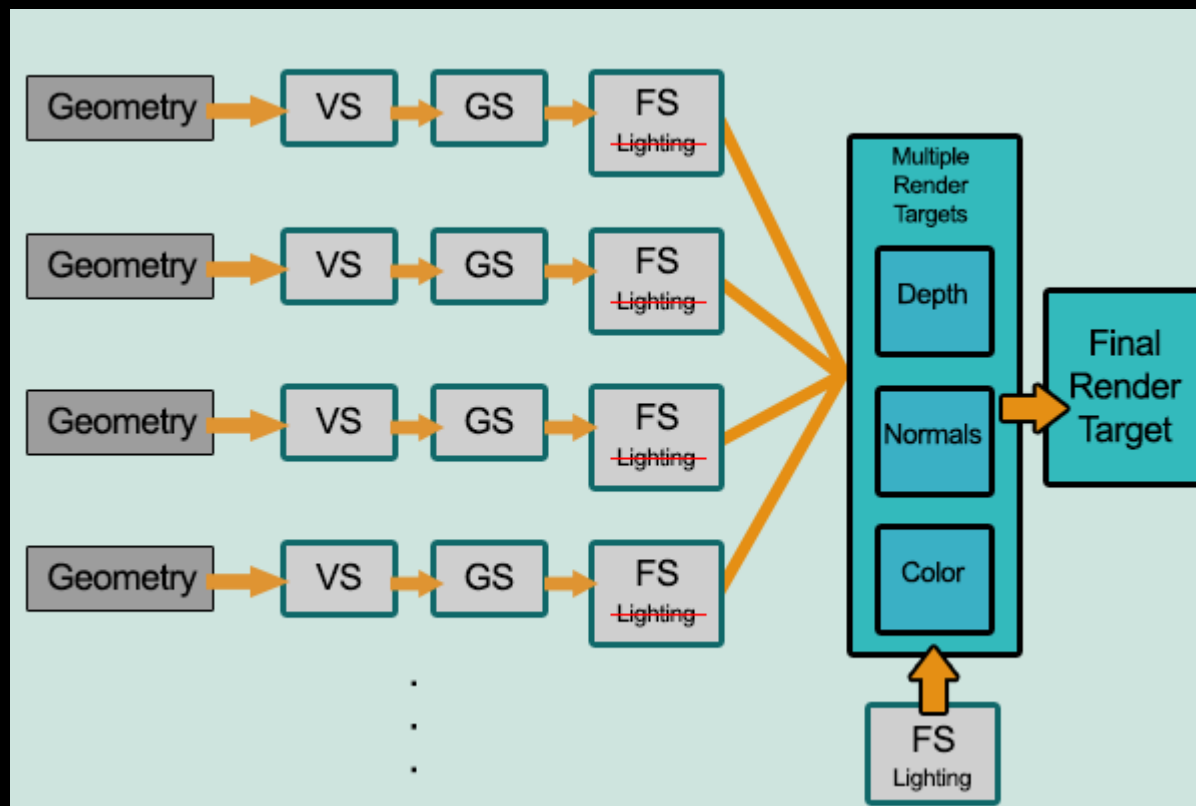 Geometry
VS
GS
FS
Lighting
Geometry
VS
GS
FS
Lighting
Geometry
VS
GS
FS
Lighting
Geometry
VS
GS
FS
Lighting
Multiple
Render
Targets
Depth
Normals
Color
Final
Render
Target
FS
Lighting